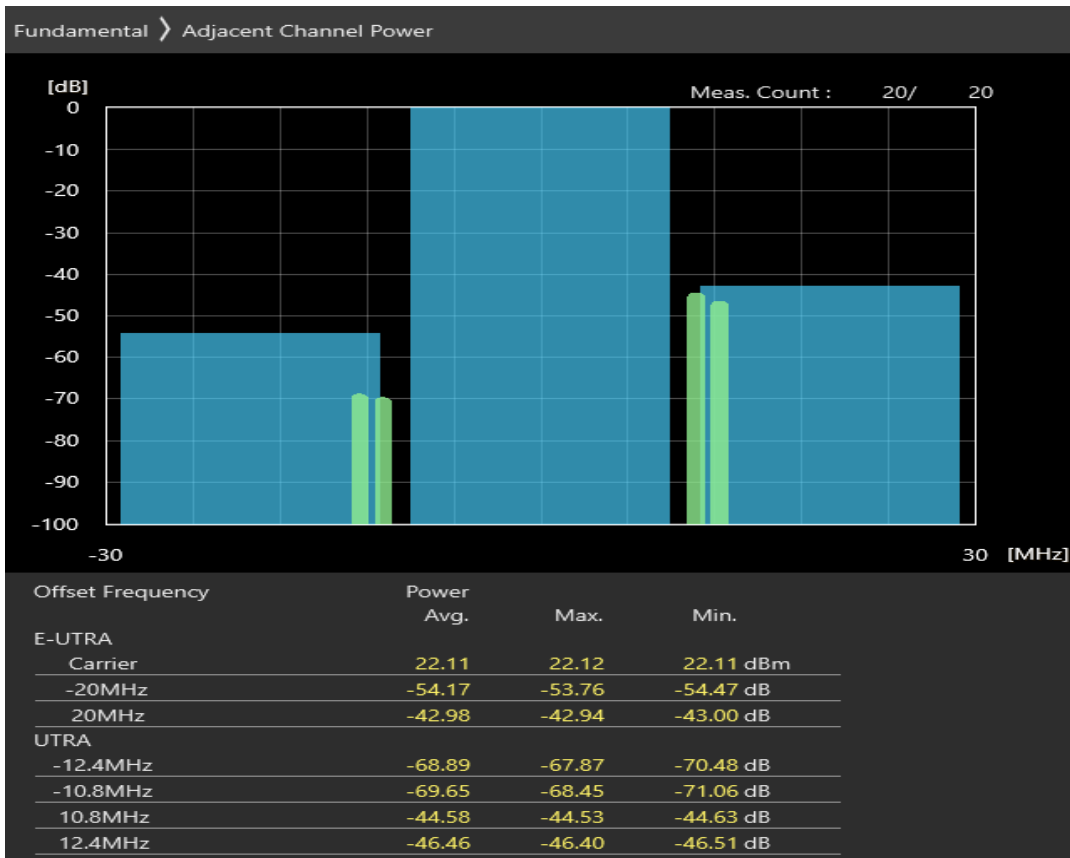 Fundamental 〉 Adjacent Channel Power
[dB]
Meas. Count : 20/ 20
0
-10
-20
-30
-40
-50
-60
-70
-80
-90
-100
-30 30 [MHz]
Offset Frequency Power
Avg. Max. Min.
E-UTRA
Carrier 22.11 22.12 22.11 dBm
-20MHz -54.17 -53.76 -54.47 dB
20MHz -42.98 -42.94 -43.00 dB
UTRA
-12.4MHz -68.89 -67.87 -70.48 dB
-10.8MHz -69.65 -68.45 -71.06 dB
10.8MHz -44.58 -44.53 -44.63 dB
12.4MHz -46.46 -46.40 -46.51 dB